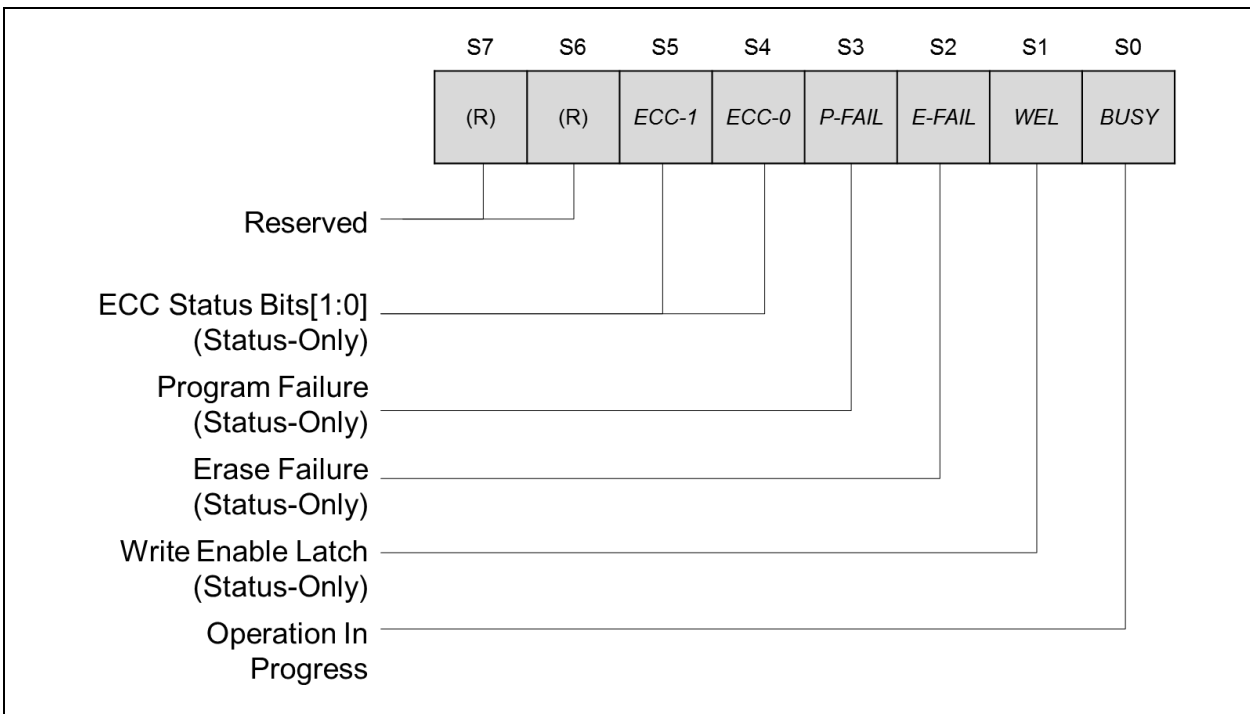 S7 S6 S5 S4 S3 S2 S1 S0
(R) (R) ECC-1 ECC-0 P-FAIL E-FAIL WEL BUSY
Reserved
ECC Status Bits[1:0]
(Status-Only)
Program Failure
(Status-Only)
Erase Failure
(Status-Only)
Write Enable Latch
(Status-Only)
Operation In
Progress